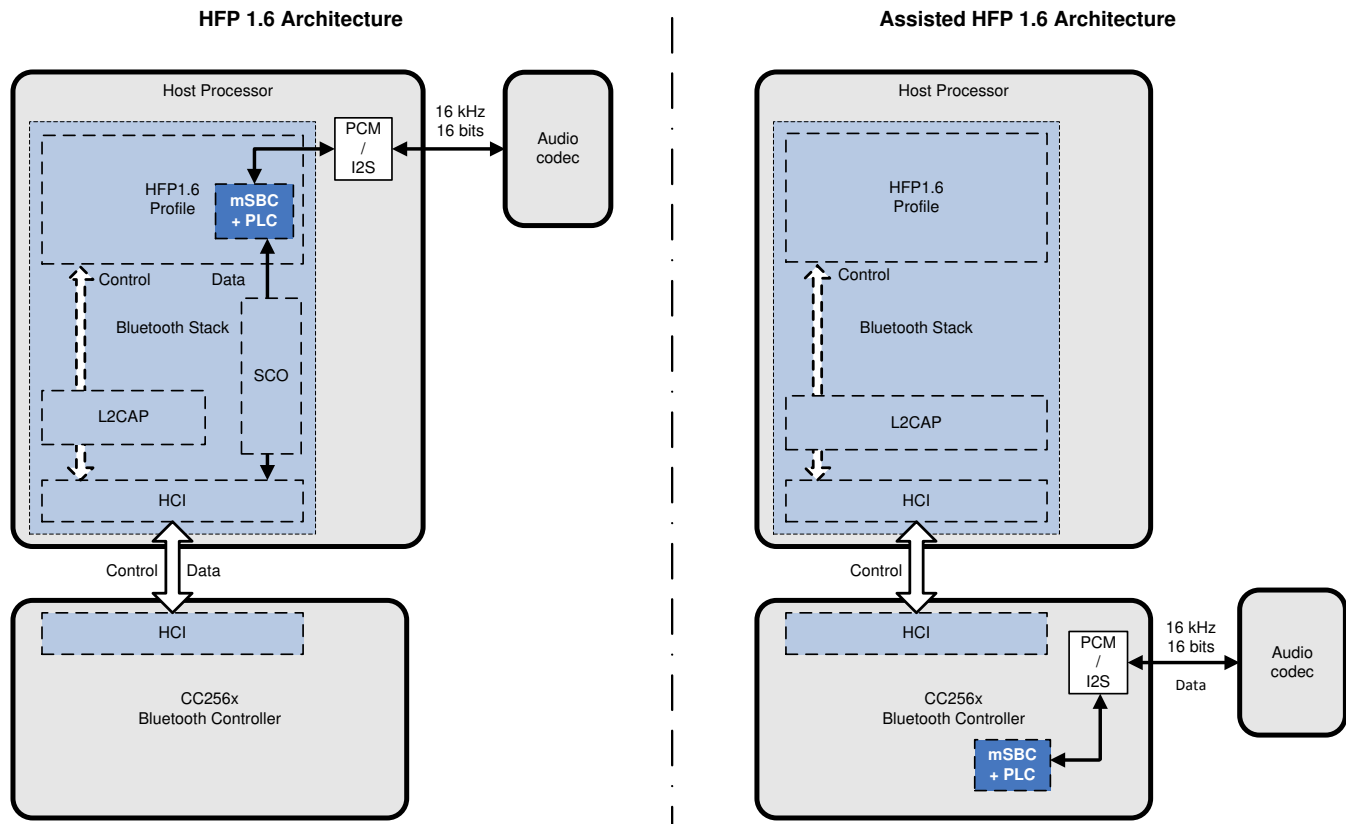 HFP 1.6 Architecture
Host Processor
PCM
/
I2S
16 kHz
16 bits
Audio
codec
HFP1.6
Profile
mSBC
+ PLC
Control
Data
Bluetooth Stack
SCO
L2CAP
HCI
Control
Data
HCI
CC256x
Bluetooth Controller
Assisted HFP 1.6 Architecture
Host Processor
HFP1.6
Profile
Control
Bluetooth Stack
L2CAP
HCI
Control
HCI
PCM
/
I2S
16 kHz
16 bits
Data
Audio
codec
CC256x
Bluetooth Controller
mSBC
+ PLC